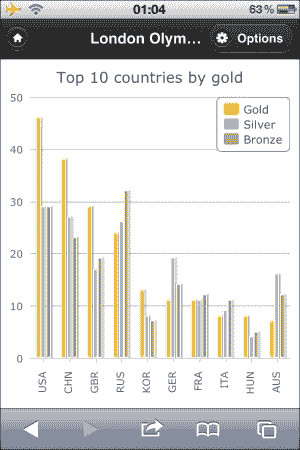 01:04
63%
London Olym...
Options
Top 10 countries by gold
Gold
Silver
Bronze
50
40
30
20
10
0
USA
CHN
GBR
RUS
KOR
GER
FRA
ITA
HUN
AUS